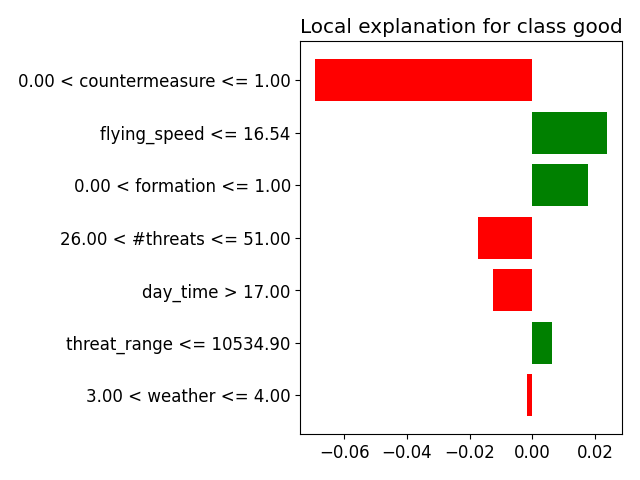 Local explanation for class good
0.00 < countermeasure <= 1.00
flying_speed <= 16.54
0.00 < formation <= 1.00
26.00 < #threats <= 51.00
day_time > 17.00
threat_range <= 10534.90
3.00 < weather <= 4.00
−0.06 −0.04 −0.02 0.00 0.02